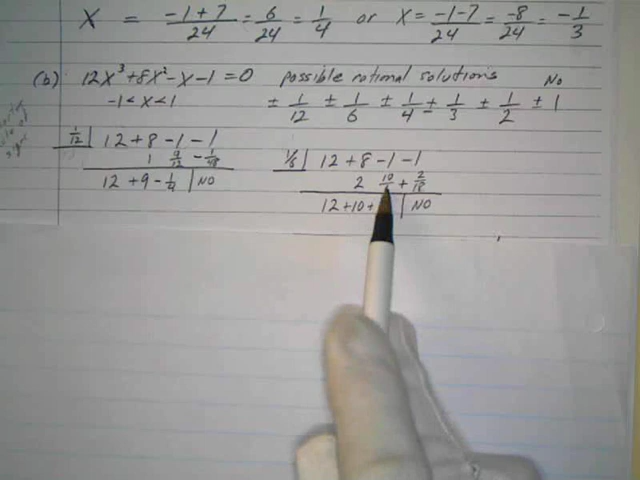 X = -1+7/24 = 6/24 = 1/4 or X = -1-7/24 = -8/24 = -1/3
(b) 12X³+8X²-X-1=0 possible rational solutions No
-1<X<1 ± 1/12 ± 1/6 ± 1/4 ± 1/3 ± 1/2 ± 1
1/12 | 12+8-1-1
1 9/12 - 1/48
12+9-1/4 | NO
1/6 | 12+8-1-1
2 10/ + 2/18
12+10+ | NO